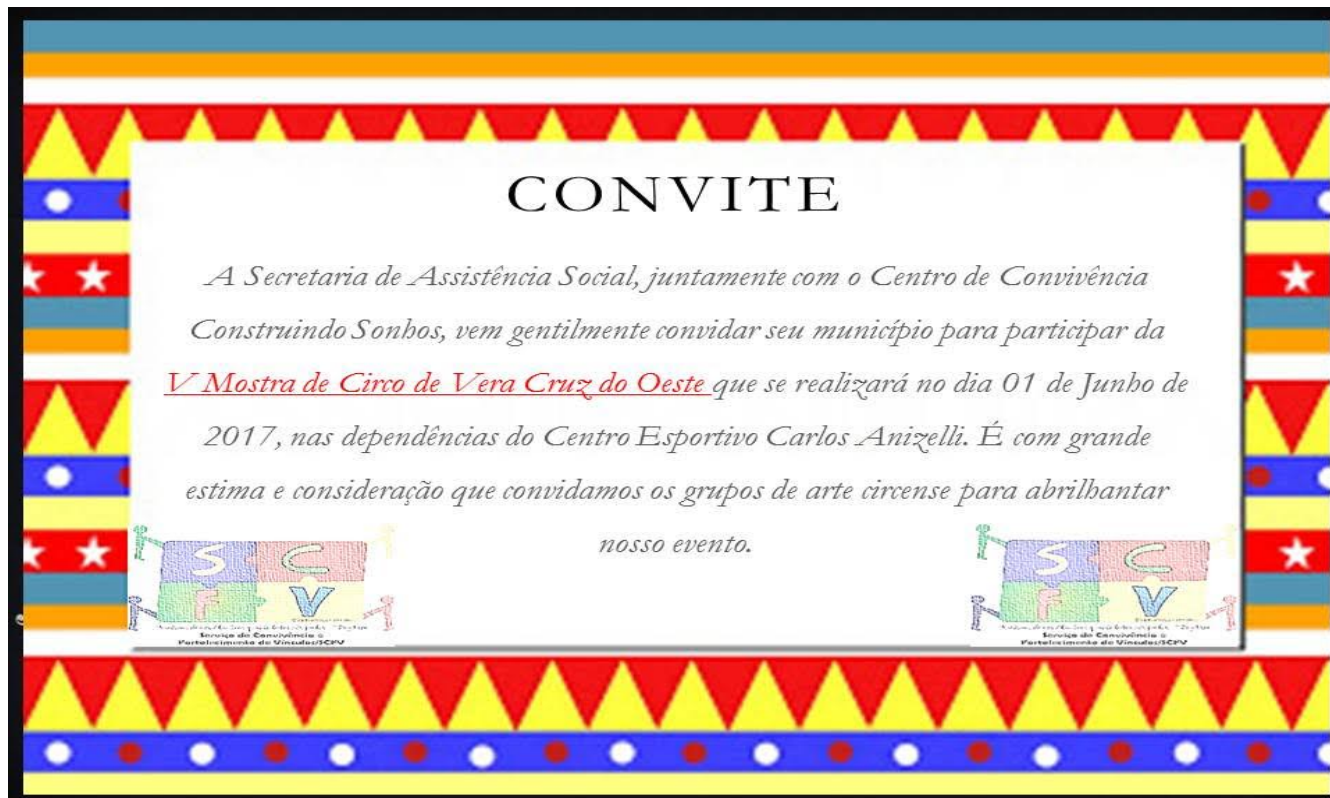 CONVITE
A Secretaria de Assistência Social, juntamente com o Centro de Convivência
Construindo Sonhos, vem gentilmente convidar seu município para participar da
V Mostra de Circo de Vera Cruz do Oeste que se realizará no dia 01 de Junho de
2017, nas dependências do Centro Esportivo Carlos Anizelli. É com grande
estima e consideração que convidamos os grupos de arte circense para abrilhantar
nosso evento.
S C
F V
Serviço de Convivência e
Fortalecimento de Vínculos/SCFV
S C
F V
Serviço de Convivência e
Fortalecimento de Vínculos/SCFV